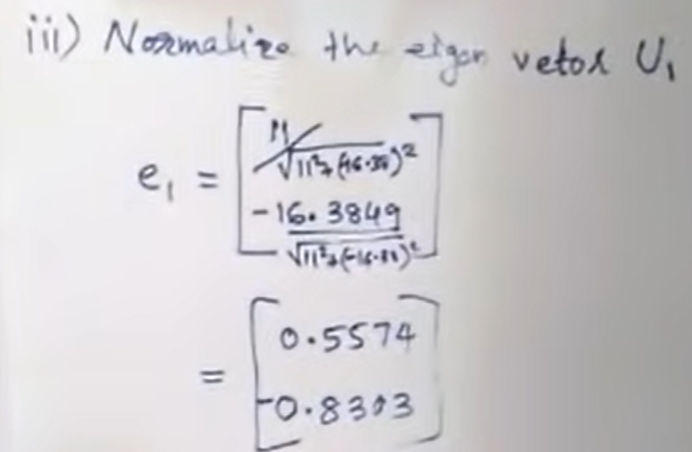 iii) Normalize the eigen vetor U₁
e₁ = [ 11/√11²+(-16.38)²
-16.3849/√11²+(-16.38)² ]
= [ 0.5574
-0.8303 ]